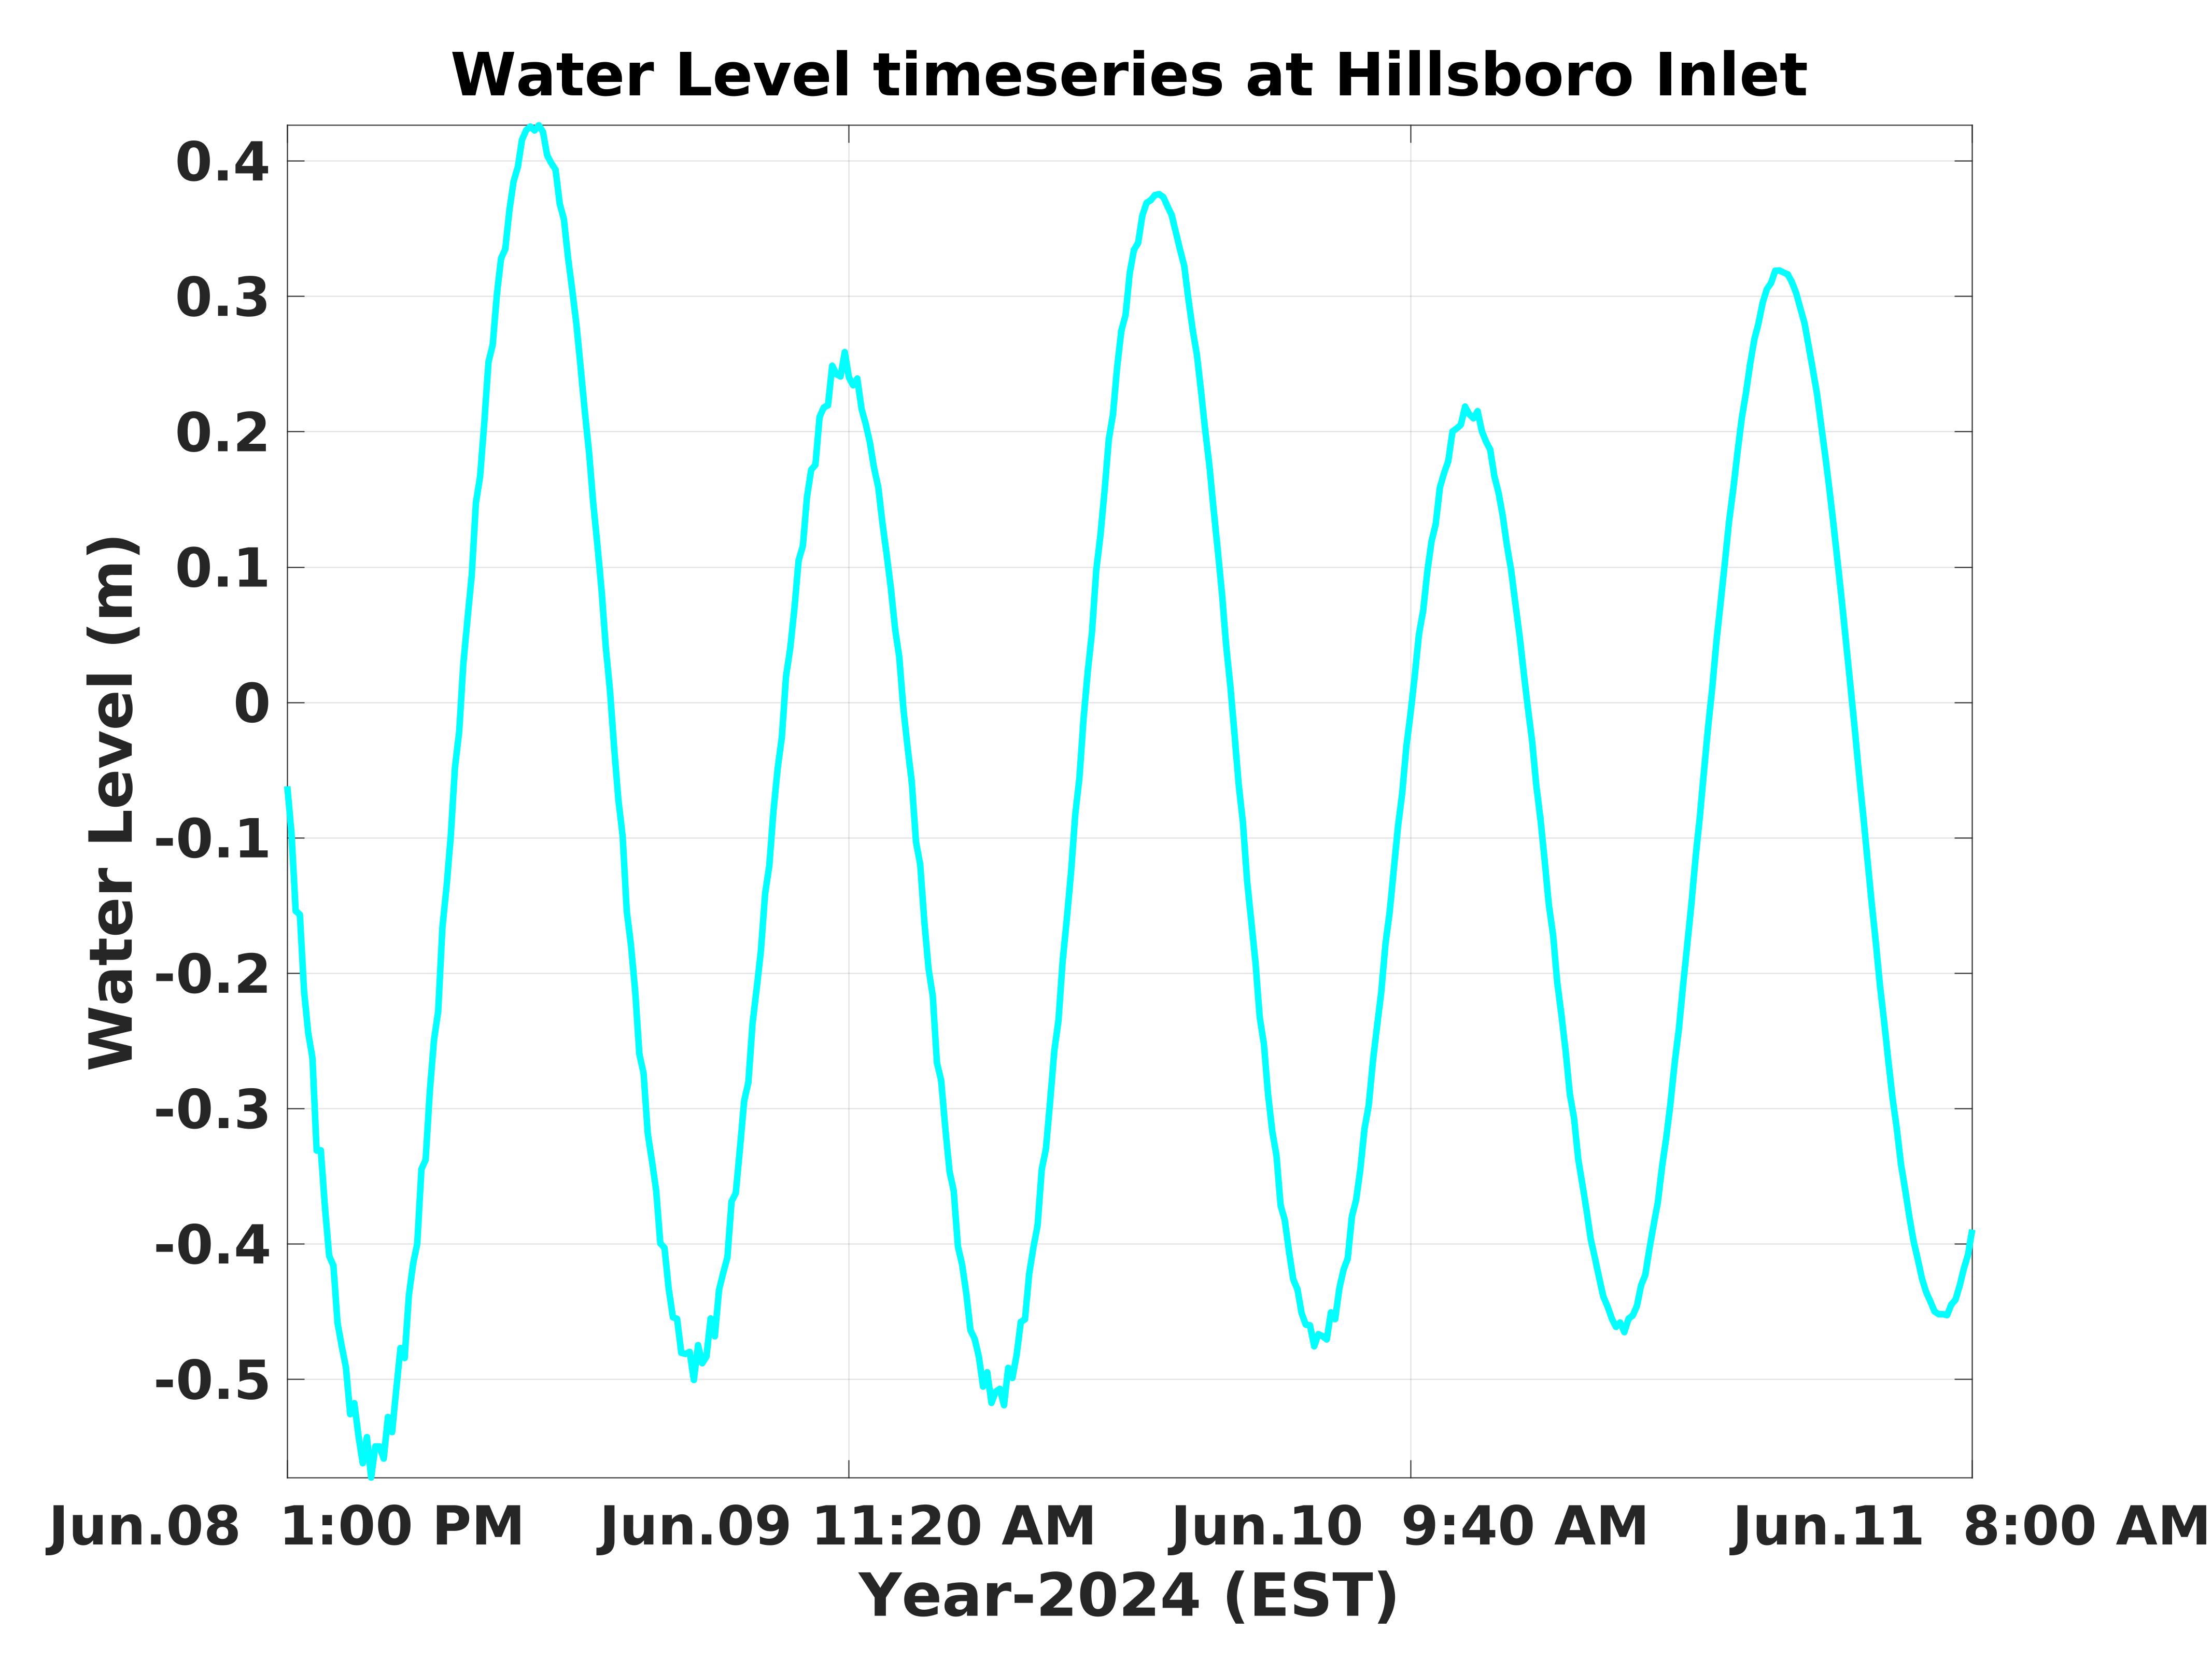 Water Level timeseries at Hillsboro Inlet
0.4
0.3
0.2
0.1
0
-0.1
-0.2
-0.3
-0.4
-0.5
Water Level (m)
Jun.08 1:00 PM Jun.09 11:20 AM Jun.10 9:40 AM Jun.11 8:00 AM
Year-2024 (EST)